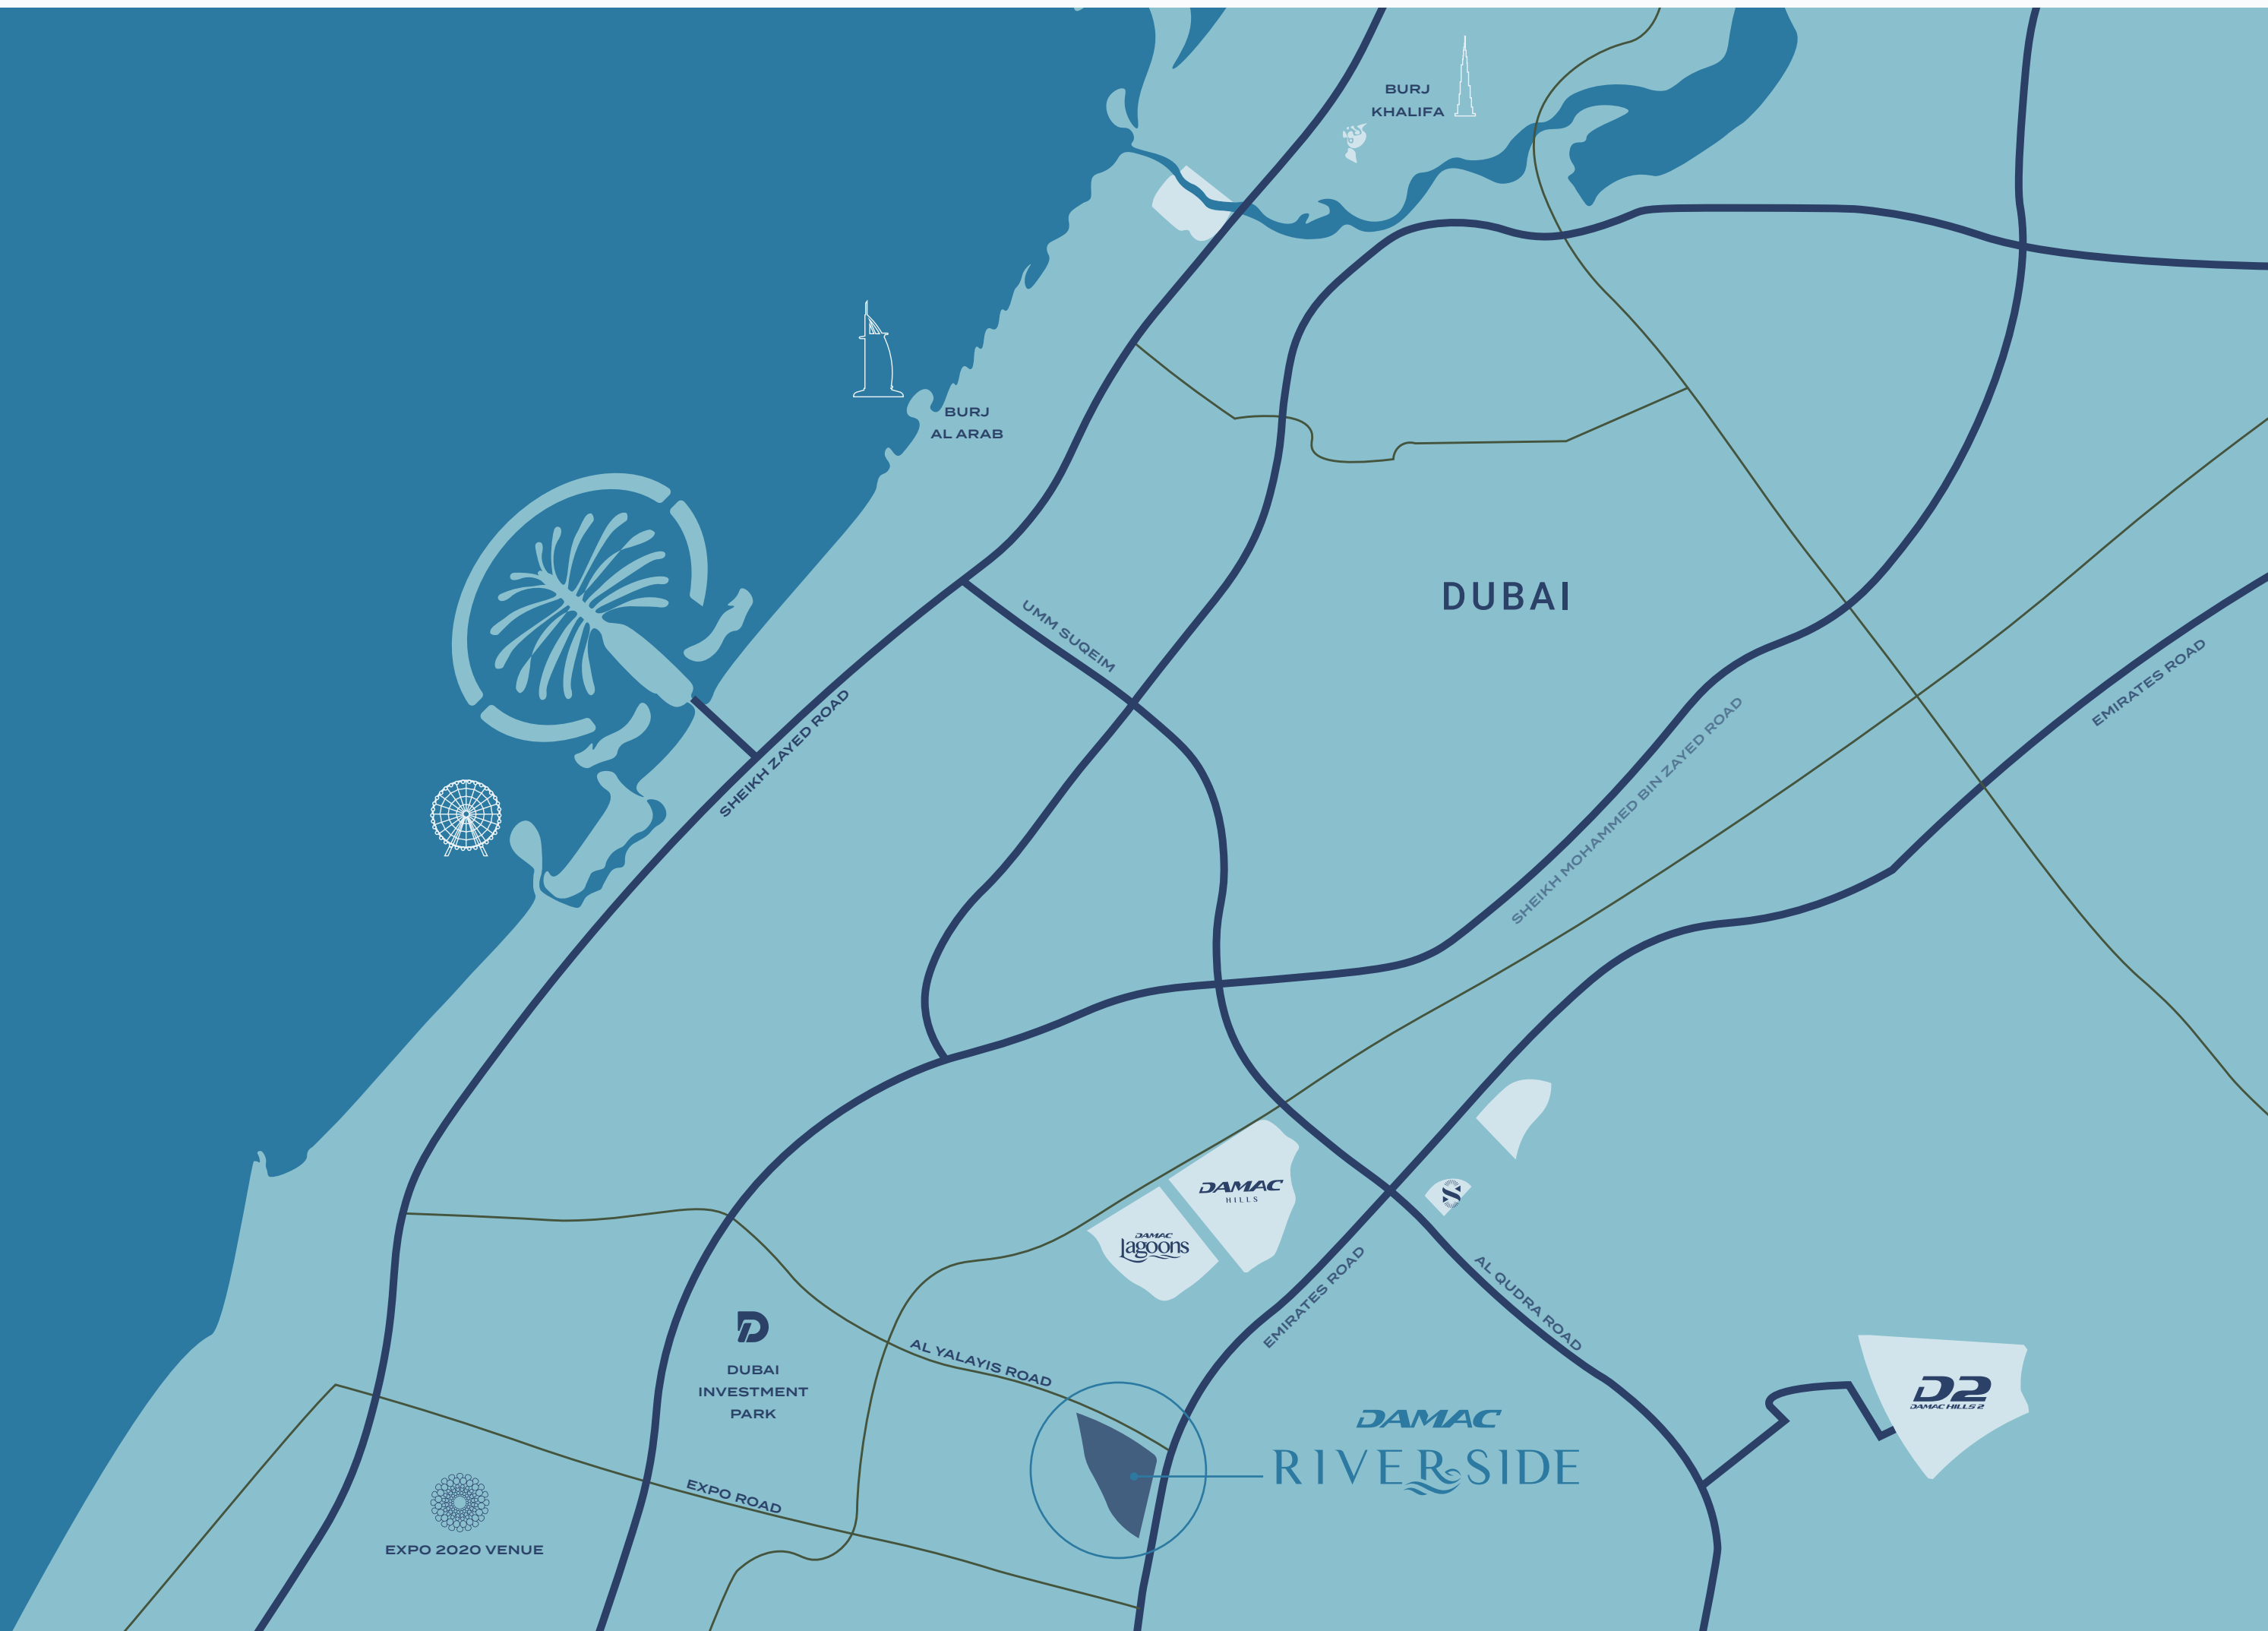 BURJ
KHALIFA
BURJ
AL ARAB
DUBAI
UMM SUQEIM
EMIRATES ROAD
SHEIKH ZAYED ROAD
SHEIKH MOHAMMED BIN ZAYED ROAD
DAMAC
HILLS
DAMAC
lagoons
S
EMIRATES ROAD
AL QUDRA ROAD
D
DUBAI
INVESTMENT
PARK
AL YALAYIS ROAD
D2
DAMAC HILLS 2
DAMAC
RIVERSIDE
EXPO ROAD
EXPO 2020 VENUE